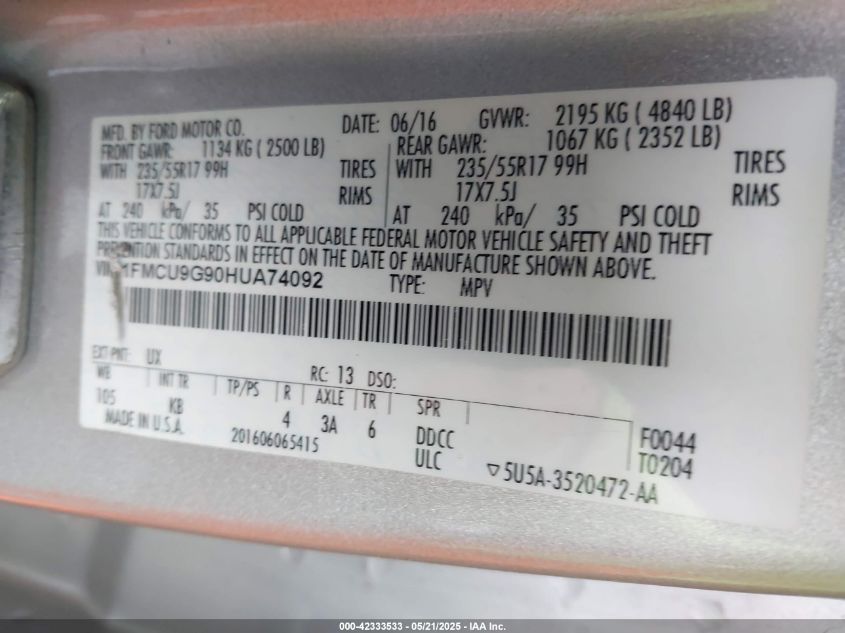 MFD. BY FORD MOTOR CO. DATE: 06/16 GVWR: 2195 KG ( 4840 LB)
FRONT GAWR: 1134 KG ( 2500 LB) REAR GAWR: 1067 KG ( 2352 LB)
WITH 235/55R17 99H TIRES WITH 235/55R17 99H TIRES
17X7.5J RIMS 17X7.5J RIMS
AT 240 kPa/ 35 PSI COLD AT 240 kPa/ 35 PSI COLD
THIS VEHICLE CONFORMS TO ALL APPLICABLE FEDERAL MOTOR VEHICLE SAFETY AND THEFT
PREVENTION STANDARDS IN EFFECT ON THE DATE OF MANUFACTURE SHOWN ABOVE.
VIN: 1FMCU9G90HUA74092 TYPE: MPV
EXT PNT: UX RC: 13 DSO:
WB INT TR TP/PS R AXLE TR SPR
105 KB 4 3A 6 DDCC F0044
MADE IN U.S.A. 201606065415 ULC T0204
▽5U5A-3520472-AA
000-42333533 - 05/21/2025 - IAA Inc.